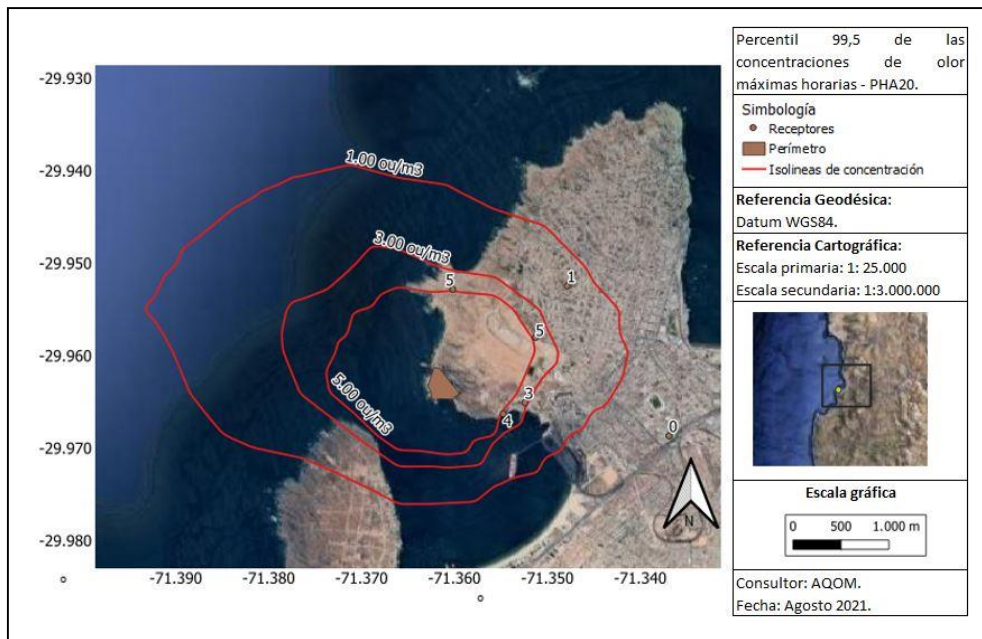 -29.930
-29.940
-29.950
-29.960
-29.970
-29.980
°
-71.390
-71.380
-71.370
-71.360
-71.350
-71.340
°
1.00 ou/m3
3.00 ou/m3
5.00 ou/m3
5
1
5
3
4
0
N
Percentil 99,5 de las
concentraciones de olor
máximas horarias - PHA20.
Simbología
Receptores
Perímetro
Isolineas de concentración
Referencia Geodésica:
Datum WGS84.
Referencia Cartográfica:
Escala primaria: 1: 25.000
Escala secundaria: 1:3.000.000
Escala gráfica
0 500 1.000 m
Consultor: AQOM.
Fecha: Agosto 2021.